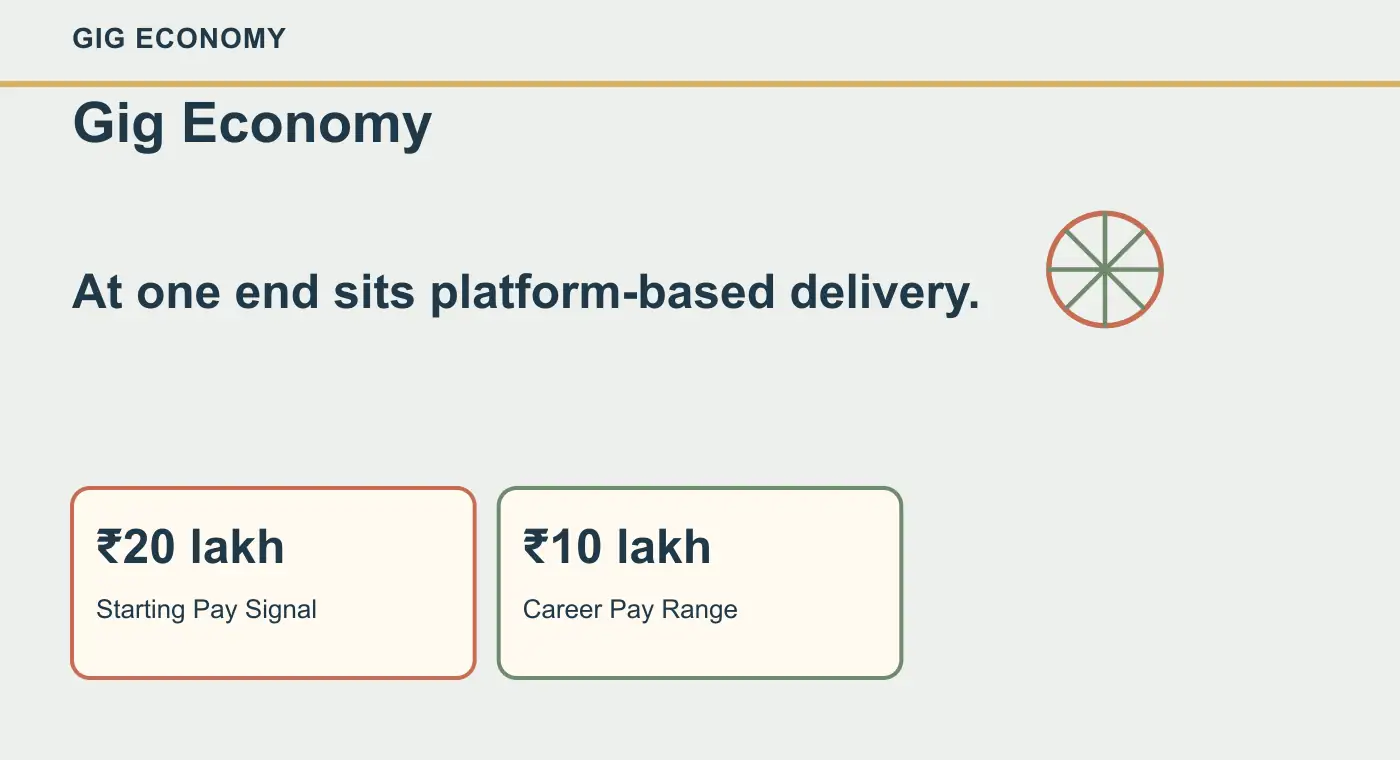 GIG ECONOMY
Gig Economy
At one end sits platform-based delivery.
₹20 lakh
Starting Pay Signal
₹10 lakh
Career Pay Range